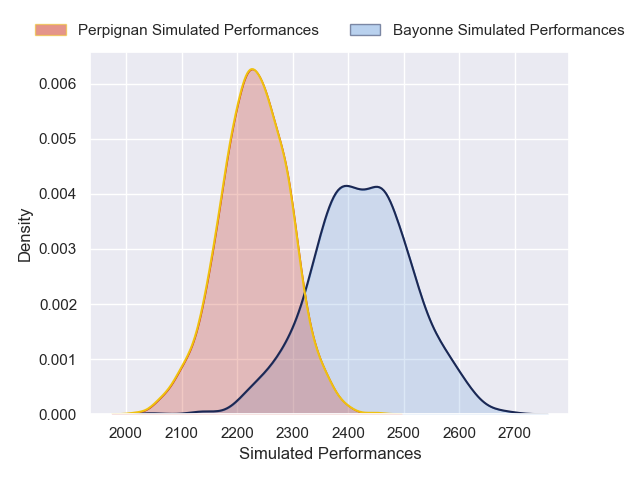 Perpignan Simulated Performances
Bayonne Simulated Performances
0.006
0.005
0.004
0.003
0.002
0.001
0.000
Density
2000 2100 2200 2300 2400 2500 2600 2700
Simulated Performances